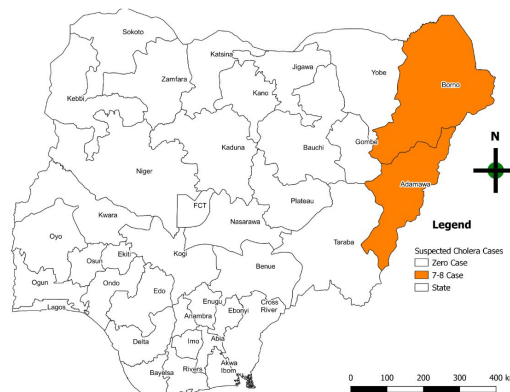 Sokoto
Katsina
Jigawa
Yobe
Borno
Zamfara
Kebbi
Kano
Gombe
N
Kaduna
Bauchi
Niger
Adamawa
FCT
Plateau
Kwara
Nasarawa
Legend
Oyo
Taraba
Suspected Cholera Cases
Kogi
Osun
Ekiti
Benue
Zero Case
7-8 Case
State
Ogun
Ondo
Edo
Enugu
Cross
River
Lagos
Anambra
Ebonyi
Delta
Imo
Abia
Akwa
Ibom
Bayelsa
Rivers
0 100 200 300 400 k